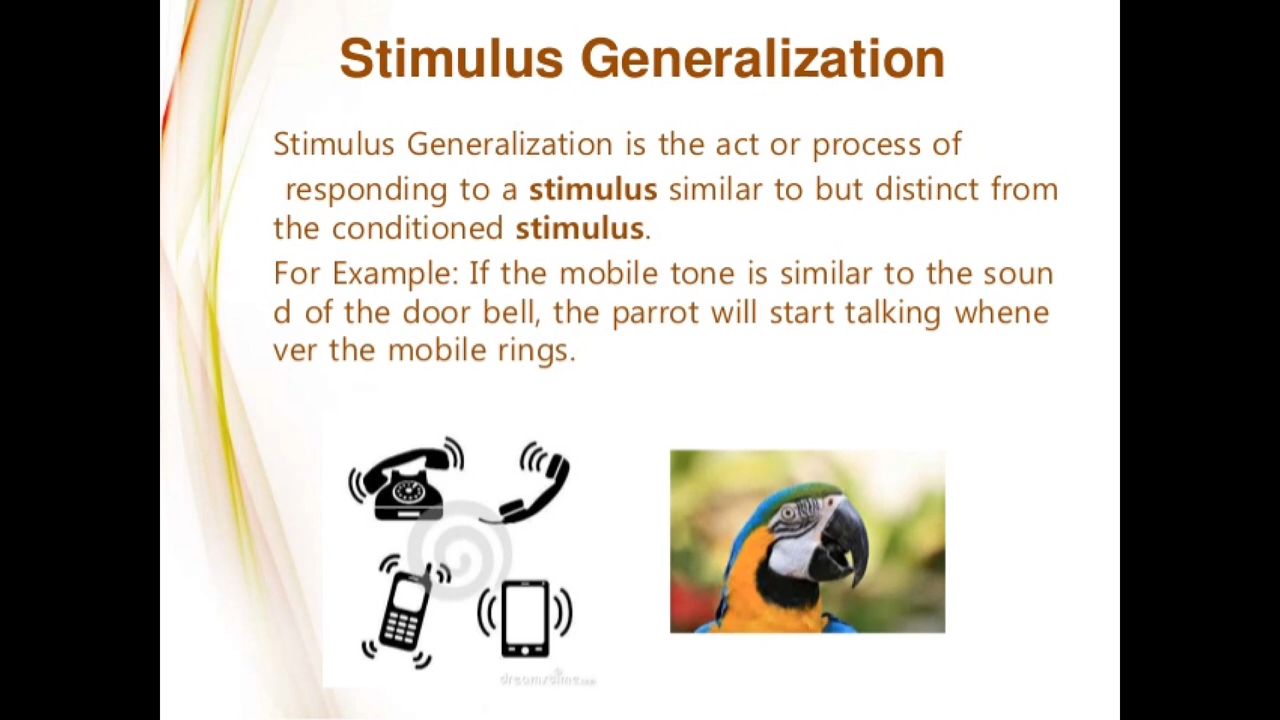 Stimulus Generalization
Stimulus Generalization is the act or process of
responding to a stimulus similar to but distinct from
the conditioned stimulus.
For Example: If the mobile tone is similar to the soun
d of the door bell, the parrot will start talking whene
ver the mobile rings.
dreamstime.com